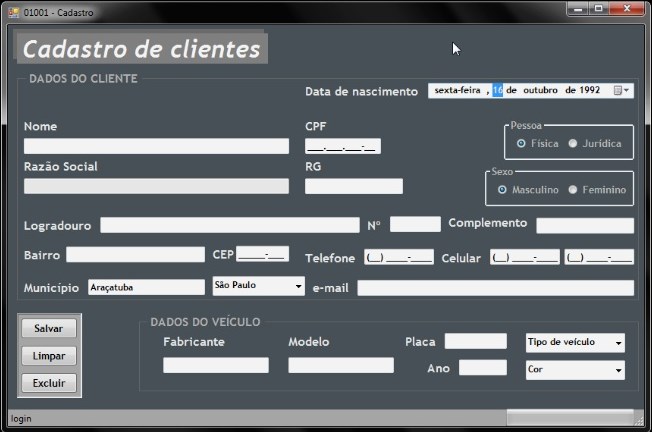 01001 - Cadastro
Cadastro de clientes
DADOS DO CLIENTE
Data de nascimento sexta-feira , 16 de outubro de 1992
Nome CPF
___.___.___-__
Pessoa
Física Jurídica
Razão Social RG
Sexo
Masculino Feminino
Logradouro Nº Complemento
Bairro CEP _____-___ Telefone (__) ____-____ Celular (__) ____-____ (__) ____-____
Município Araçatuba São Paulo e-mail
Salvar
Limpar
Excluir
DADOS DO VEÍCULO
Fabricante Modelo Placa Tipo de veículo
Ano Cor
login